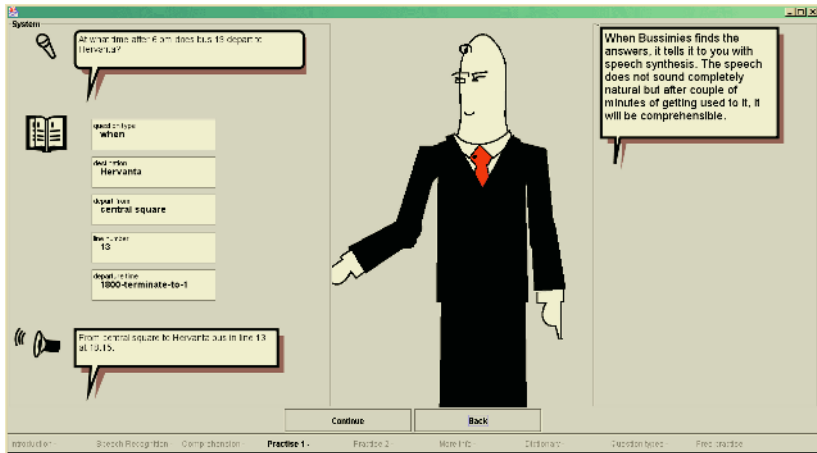 System
At what time after 6 pm does bus 13 depart to
Hervanta?
question type
when
destination
Hervanta
depart from
central square
line number
13
departure time
1800-terminate-to-1
From central square to Hervanta bus in line 13
at 18.15.
When Bussimies finds the
answers, it tells it to you with
speech synthesis. The speech
does not sound completely
natural but after couple of
minutes of getting used to it, it
will be comprehensible.
Continue Back
Introduction - Speech Recognition - Comprehension - Practise 1 - Practise 2 - More info - Dictionary - Question types - Free practise